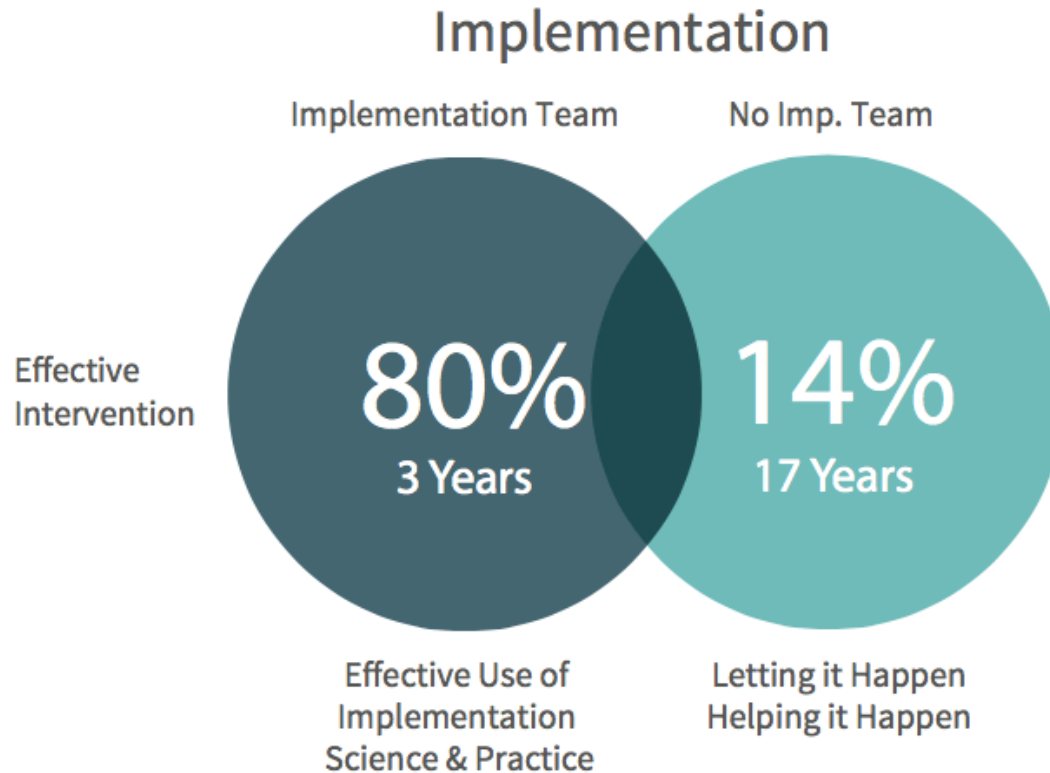 Implementation
Implementation Team
No Imp. Team
Effective
Intervention
80%
3 Years
14%
17 Years
Effective Use of
Implementation
Science & Practice
Letting it Happen
Helping it Happen